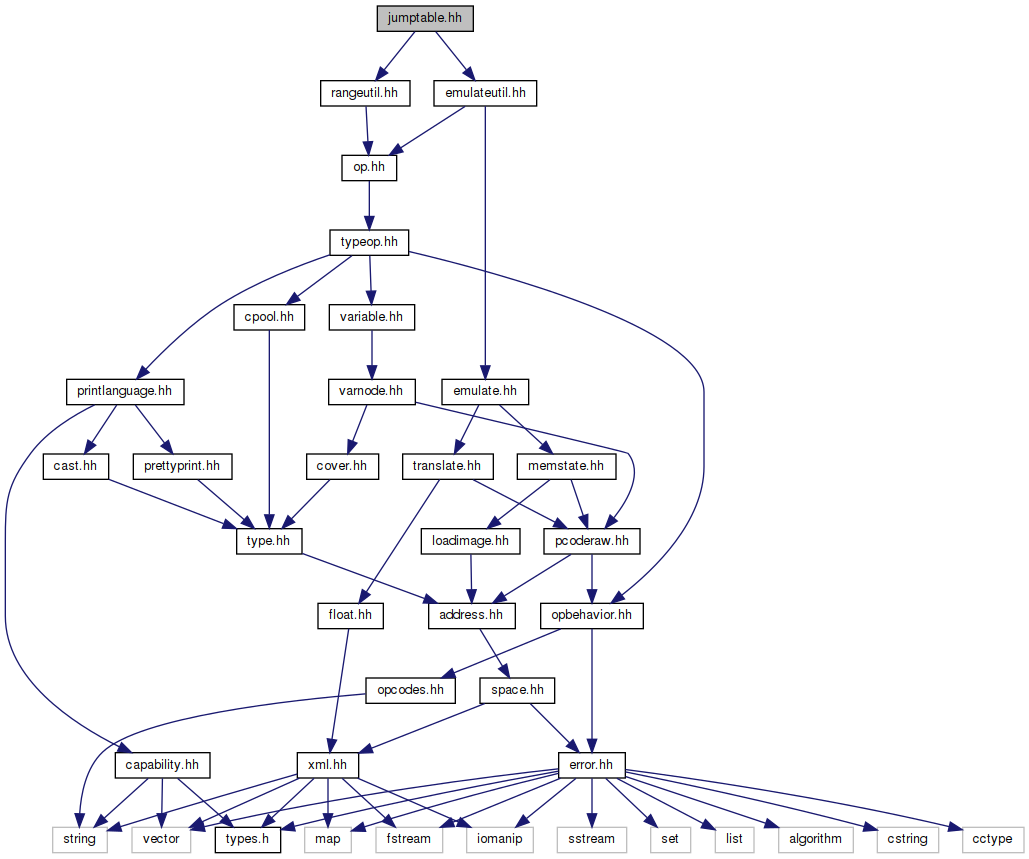 jumptable.hh
rangeutil.hh
emulateutil.hh
op.hh
typeop.hh
cpool.hh
variable.hh
printlanguage.hh
varnode.hh
emulate.hh
cast.hh
prettyprint.hh
cover.hh
translate.hh
memstate.hh
type.hh
loadimage.hh
pcoderaw.hh
float.hh
address.hh
opbehavior.hh
opcodes.hh
space.hh
capability.hh
xml.hh
error.hh
string
vector
types.h
map
fstream
iomanip
sstream
set
list
algorithm
cstring
cctype